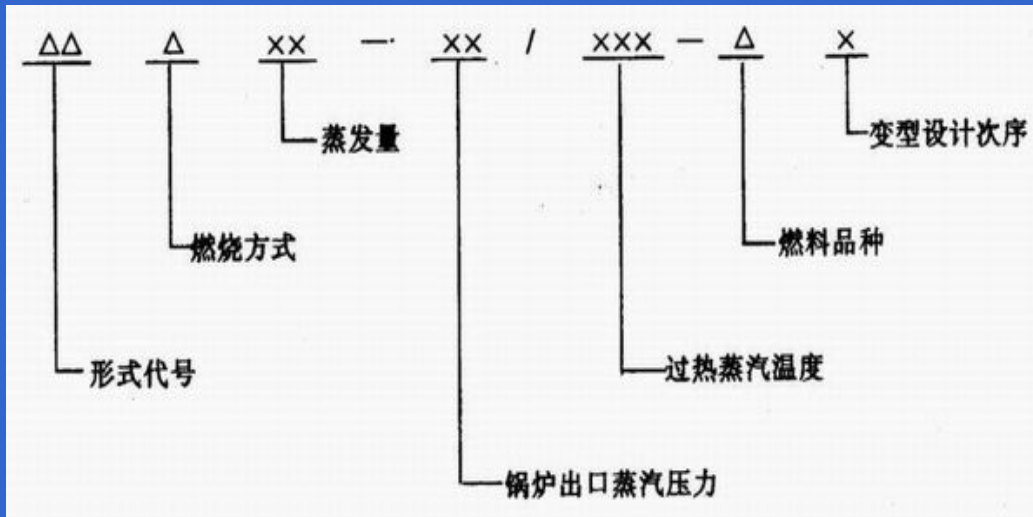 △△ △ ×× — ×× / ××× — △ ×
蒸发量
变型设计次序
燃烧方式
燃料品种
形式代号
过热蒸汽温度
锅炉出口蒸汽压力